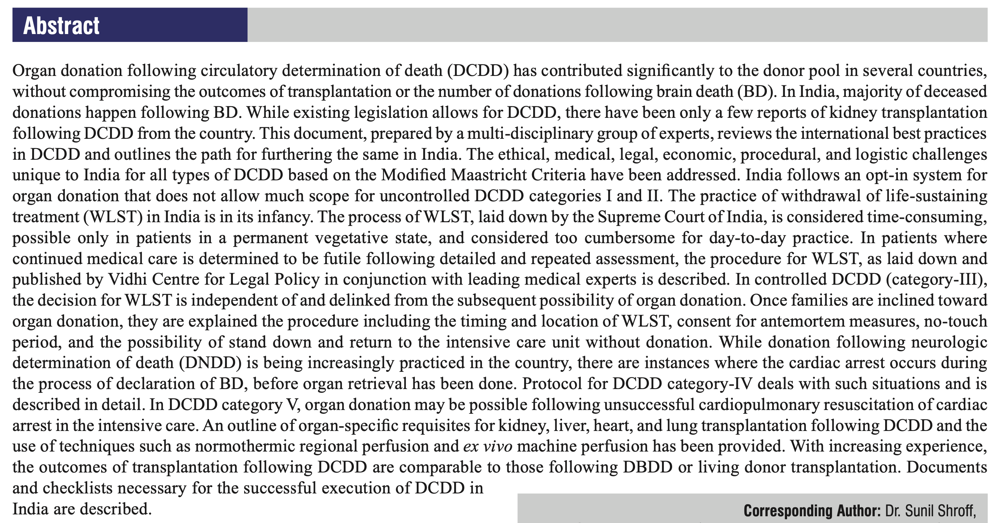 Abstract
Organ donation following circulatory determination of death (DCDD) has contributed significantly to the donor pool in several countries,
without compromising the outcomes of transplantation or the number of donations following brain death (BD). In India, majority of deceased
donations happen following BD. While existing legislation allows for DCDD, there have been only a few reports of kidney transplantation
following DCDD from the country. This document, prepared by a multi-disciplinary group of experts, reviews the international best practices
in DCDD and outlines the path for furthering the same in India. The ethical, medical, legal, economic, procedural, and logistic challenges
unique to India for all types of DCDD based on the Modified Maastricht Criteria have been addressed. India follows an opt-in system for
organ donation that does not allow much scope for uncontrolled DCDD categories I and II. The practice of withdrawal of life-sustaining
treatment (WLST) in India is in its infancy. The process of WLST, laid down by the Supreme Court of India, is considered time-consuming,
possible only in patients in a permanent vegetative state, and considered too cumbersome for day-to-day practice. In patients where
continued medical care is determined to be futile following detailed and repeated assessment, the procedure for WLST, as laid down and
published by Vidhi Centre for Legal Policy in conjunction with leading medical experts is described. In controlled DCDD (category-III),
the decision for WLST is independent of and delinked from the subsequent possibility of organ donation. Once families are inclined toward
organ donation, they are explained the procedure including the timing and location of WLST, consent for antemortem measures, no-touch
period, and the possibility of stand down and return to the intensive care unit without donation. While donation following neurologic
determination of death (DNDD) is being increasingly practiced in the country, there are instances where the cardiac arrest occurs during
the process of declaration of BD, before organ retrieval has been done. Protocol for DCDD category-IV deals with such situations and is
described in detail. In DCDD category V, organ donation may be possible following unsuccessful cardiopulmonary resuscitation of cardiac
arrest in the intensive care. An outline of organ-specific requisites for kidney, liver, heart, and lung transplantation following DCDD and the
use of techniques such as normothermic regional perfusion and ex vivo machine perfusion has been provided. With increasing experience,
the outcomes of transplantation following DCDD are comparable to those following DBDD or living donor transplantation. Documents
and checklists necessary for the successful execution of DCDD in
India are described.
Corresponding Author: Dr. Sunil Shroff,